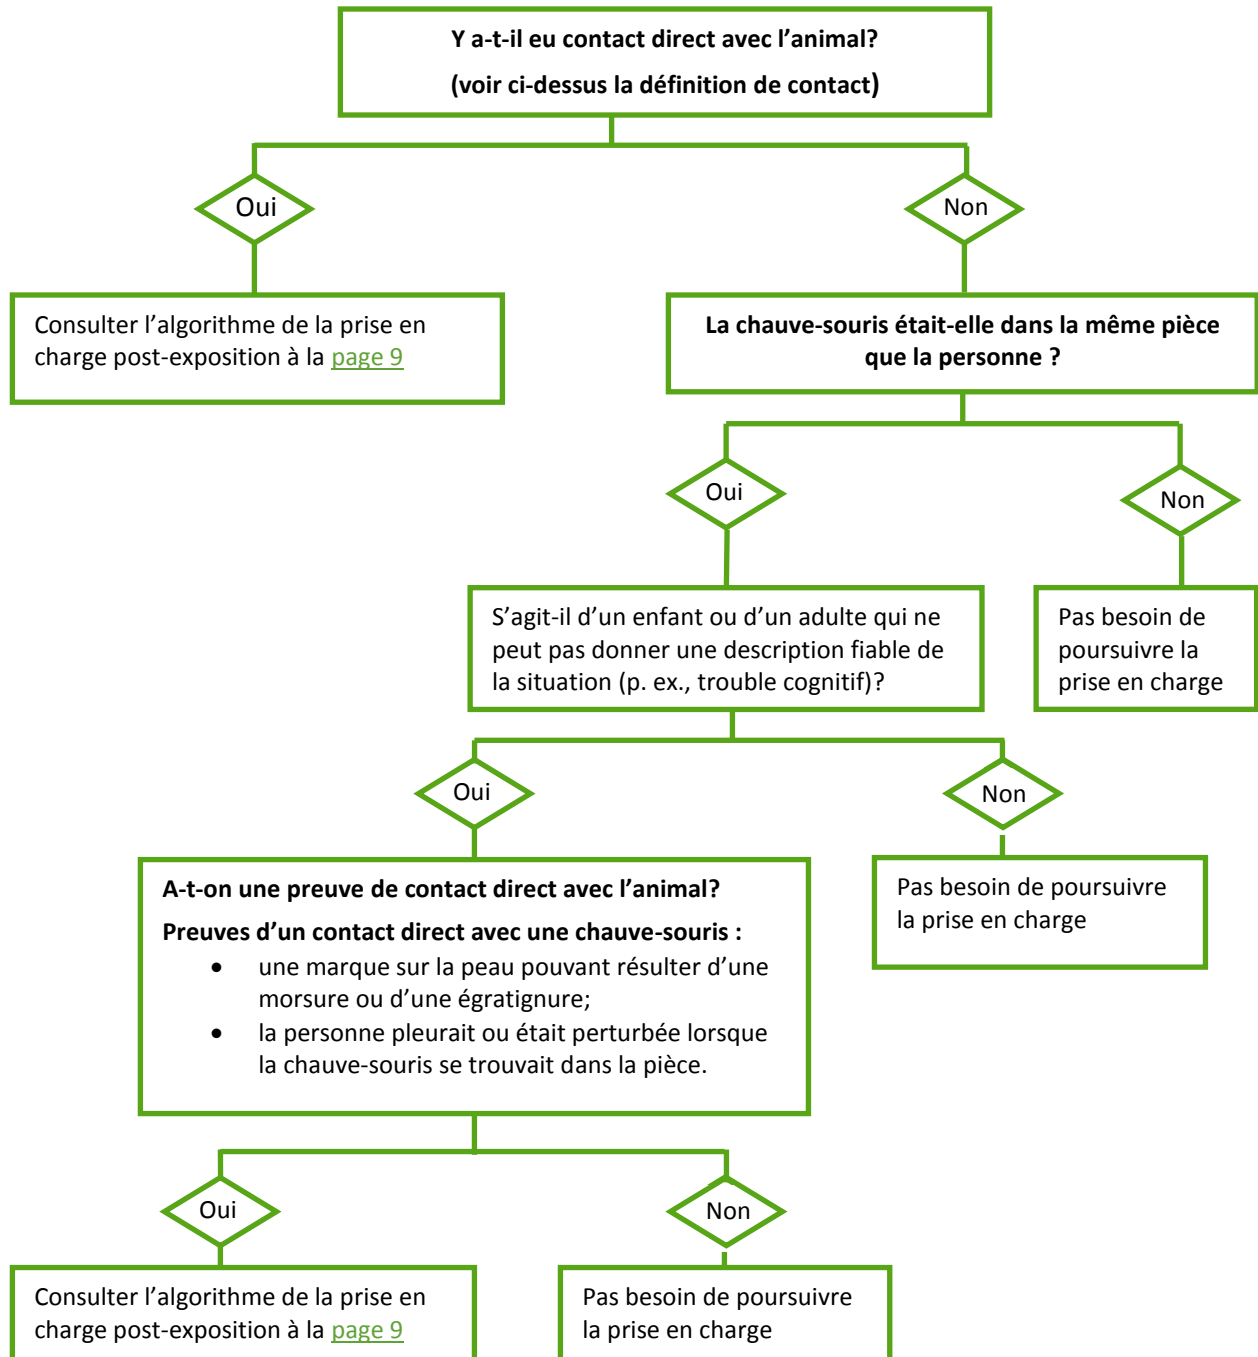 Y a-t-il eu contact direct avec l’animal?
(voir ci-dessus la définition de contact)
Oui
Non
Consulter l’algorithme de la prise en
charge post-exposition à la page 9
La chauve-souris était-elle dans la même pièce
que la personne ?
Oui
Non
S’agit-il d’un enfant ou d’un adulte qui ne
peut pas donner une description fiable de
la situation (p. ex., trouble cognitif)?
Pas besoin de
poursuivre la
prise en charge
Oui
Non
A-t-on une preuve de contact direct avec l’animal?
Preuves d’un contact direct avec une chauve-souris :
• une marque sur la peau pouvant résulter d’une
morsure ou d’une égratignure;
• la personne pleurait ou était perturbée lorsque
la chauve-souris se trouvait dans la pièce.
Pas besoin de poursuivre
la prise en charge
Oui
Non
Consulter l’algorithme de la prise en
charge post-exposition à la page 9
Pas besoin de poursuivre
la prise en charge